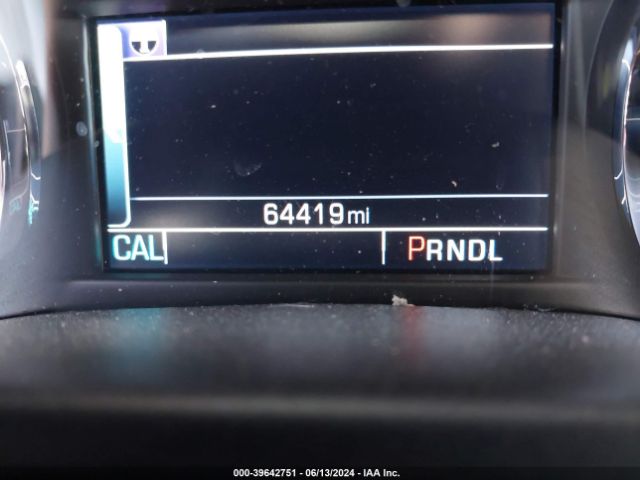 64419mi
CAL PRNDL
000-39642751 - 06/13/2024 - IAA Inc.